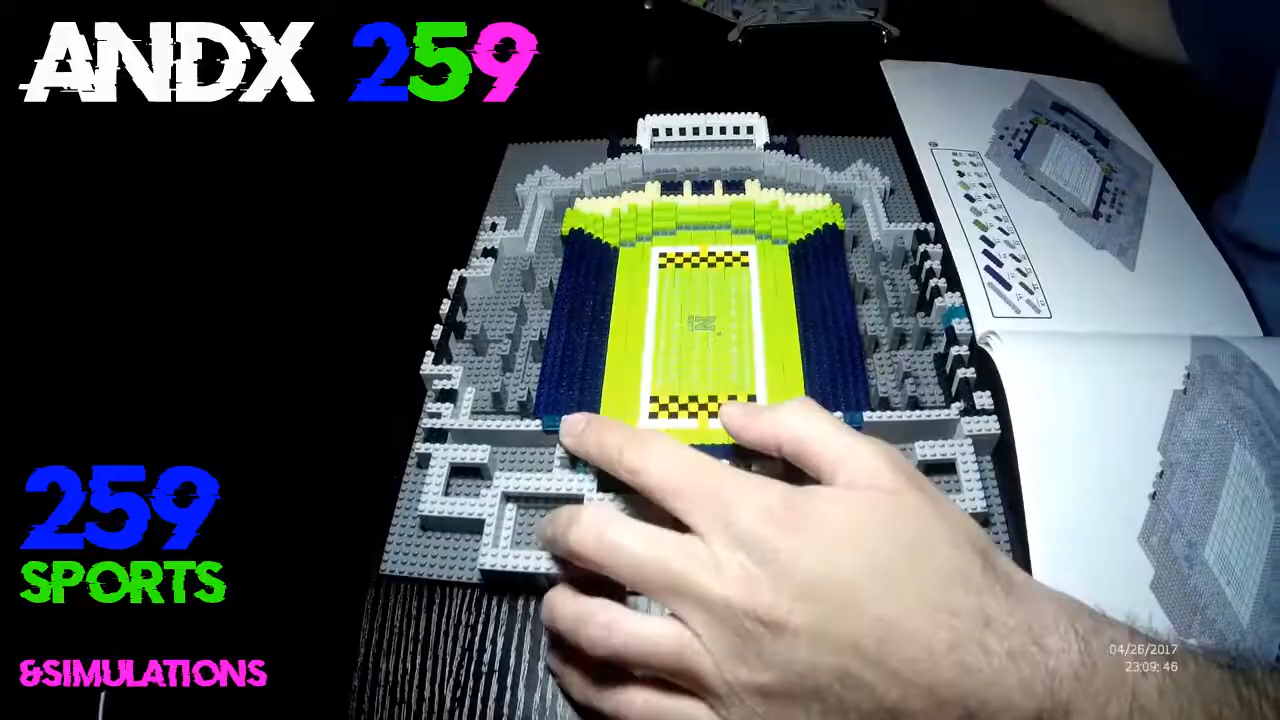 ANDX 259
259
SPORTS
&SIMULATIONS
N
04/26/2017
23:09:46